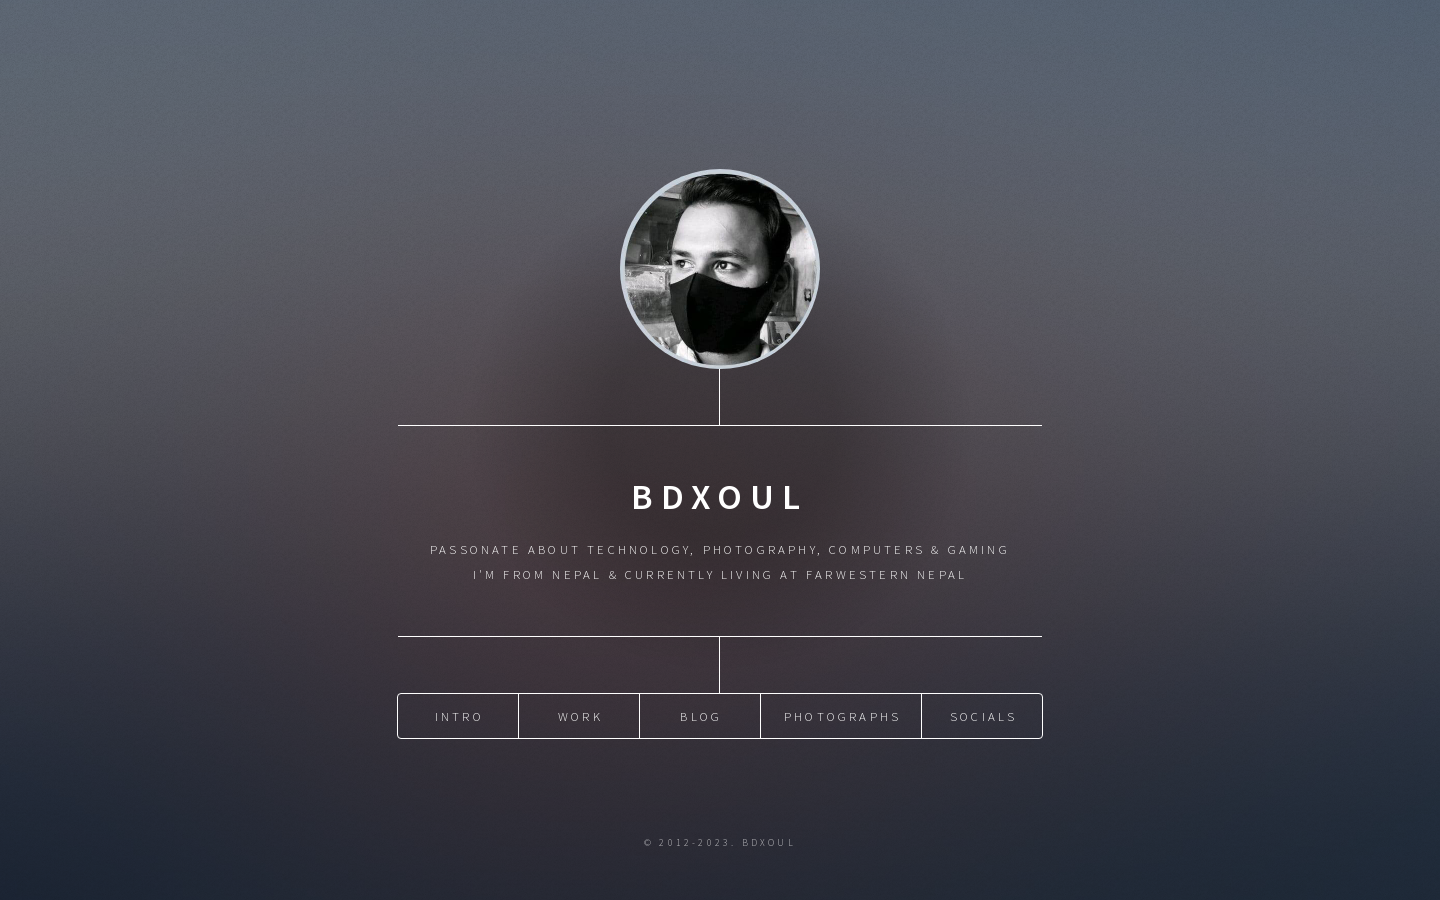 BDXOUL
PASSONATE ABOUT TECHNOLOGY, PHOTOGRAPHY, COMPUTERS & GAMING
I'M FROM NEPAL & CURRENTLY LIVING AT FARWESTERN NEPAL
INTRO
WORK
BLOG
PHOTOGRAPHS
SOCIALS
© 2012-2023. BDXOUL